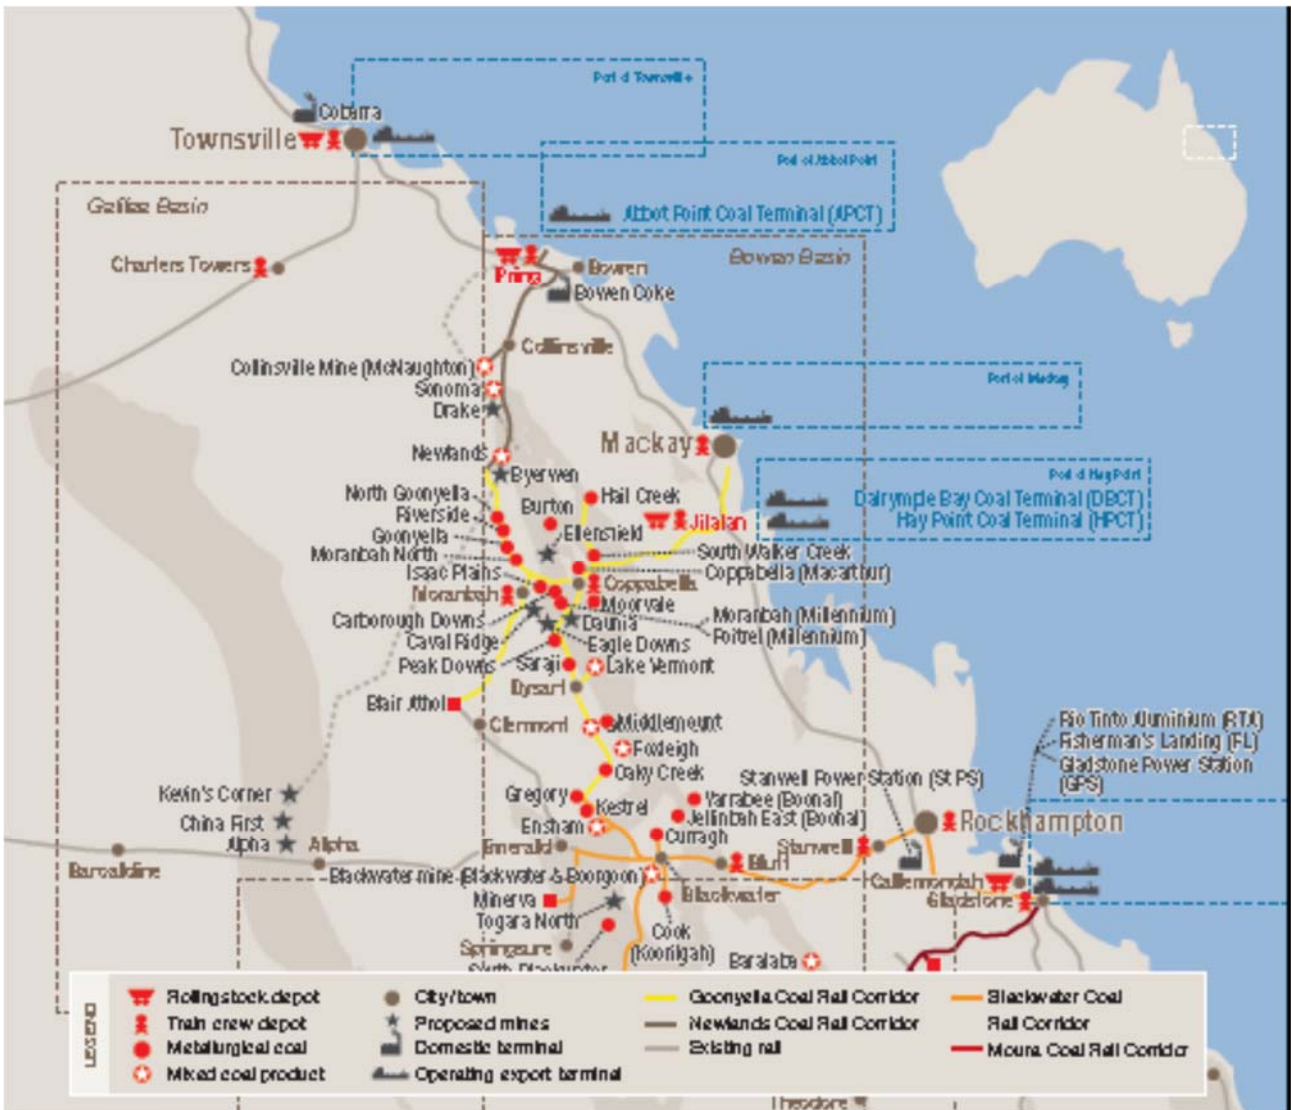 Port of Townsville
Cobarra
Townsville
Port of Abbot Point
Abbot Point Coal Terminal (APCT)
Galilee Basin
Bowen Basin
Charters Towers
Pring
Bowen
Bowen Coke
Collinsville
Collinsville Mine (McNaughton)
Sonoma
Drake
Port of Mackay
Mackay
Newlands
Byerwen
Port of Hay Point
Dalrymple Bay Coal Terminal (DBCT)
Hay Point Coal Terminal (HPCT)
North Goonyella
Hail Creek
Burton
Riverside
Jilalan
Goonyella
Ellensfield
Moranbah North
South Walker Creek
Isaac Plains
Coppabella (Macarthur)
Moranbah
Coppabella
Moorvale
Carborough Downs
Moranbah (Millennium)
Daunia
Caval Ridge
Poitrel (Millennium)
Eagle Downs
Peak Downs
Saraji
Lake Vermont
Dysart
Blair Athol
Clermont
Middlemount
Rio Tinto Aluminium (RTA)
Fisherman's Landing (FL)
Gladstone Power Station
(GPS)
Foxleigh
Oaky Creek
Stanwell Power Station (St PS)
Kevin's Corner
Gregory
Yarrabee (Boonal)
Kestrel
Jellinbah East (Boonal)
China First
Ensham
Rockhampton
Curragh
Alpha
Alpha
Emerald
Stanwell
Bluff
Barcaldine
Blackwater mine (Blackwater & Boorgoon)
Callemondah
Blackwater
Gladstone
Minerva
Togara North
Cook
(Koorilgah)
Springsure
Baralaba
South Blackwater
LEGEND
Rollingstock depot
Train crew depot
Metallurgical coal
Mixed coal product
City/town
Proposed mines
Domestic terminal
Operating export terminal
Goonyella Coal Rail Corridor
Newlands Coal Rail Corridor
Existing rail
Blackwater Coal
Rail Corridor
Moura Coal Rail Corridor
Theodore